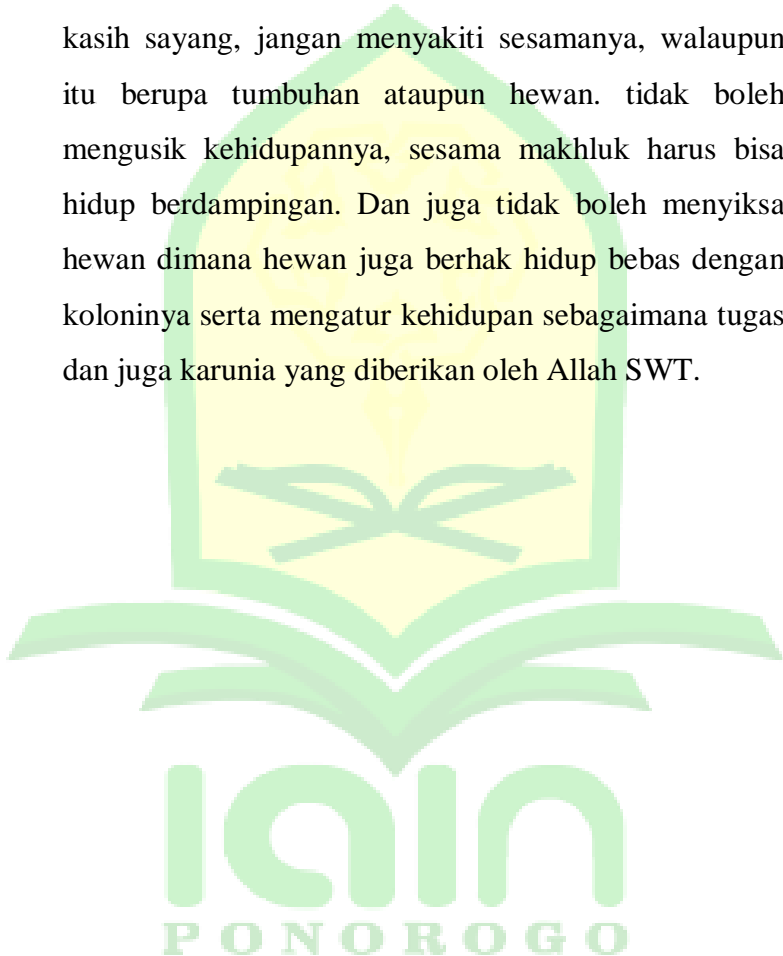 kasih sayang, jangan menyakiti sesamanya, walaupun
itu berupa tumbuhan ataupun hewan. tidak boleh
mengusik kehidupannya, sesama makhluk harus bisa
hidup berdampingan. Dan juga tidak boleh menyiksa
hewan dimana hewan juga berhak hidup bebas dengan
koloninya serta mengatur kehidupan sebagaimana tugas
dan juga karunia yang diberikan oleh Allah SWT.
iain
PONOROGO